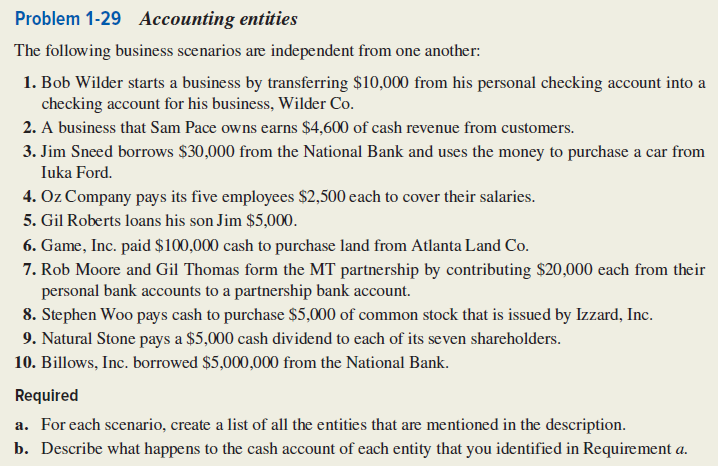 Problem 1-29 Accounting entities
The following business scenarios are independent from one another:
1. Bob Wilder starts a business by transferring $10,000 from his personal checking account into a
checking account for his business, Wilder Co.
2. A business that Sam Pace owns earns $4,600 of cash revenue from customers.
3. Jim Sneed borrows $30,000 from the National Bank and uses the money to purchase a car from
Iuka Ford.
4. Oz Company pays its five employees $2,500 each to cover their salaries.
5. Gil Roberts loans his son Jim $5,000.
6. Game, Inc. paid $100,000 cash to purchase land from Atlanta Land Co.
7. Rob Moore and Gil Thomas form the MT partnership by contributing $20,000 each from their
personal bank accounts to a partnership bank account.
8. Stephen Woo pays cash to purchase $5,000 of common stock that is issued by Izzard, Inc.
9. Natural Stone pays a $5,000 cash dividend to each of its seven shareholders.
10. Billows, Inc. borrowed $5,000,000 from the National Bank.
Required
a. For each scenario, create a list of all the entities that are mentioned in the description.
b. Describe what happens to the cash account of each entity that you identified in Requirement a.